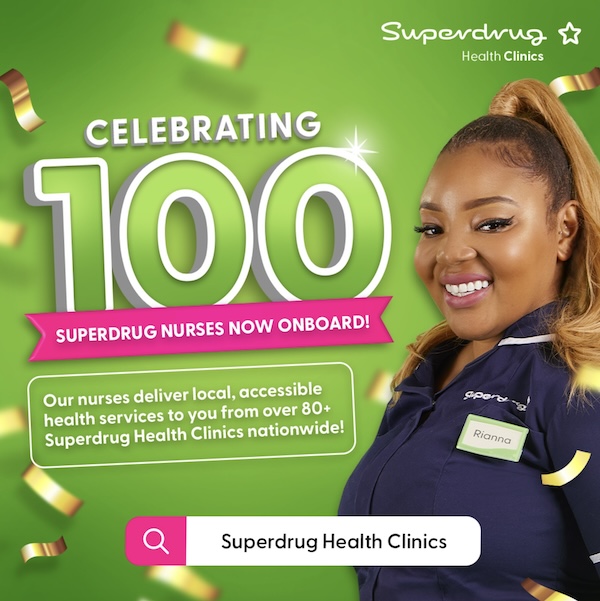 Superdrug
Health Clinics
CELEBRATING
100
SUPERDRUG NURSES NOW ONBOARD!
Our nurses deliver local, accessible
health services to you from over 80+
Superdrug Health Clinics nationwide!
Superdrug
Rianna
Superdrug Health Clinics